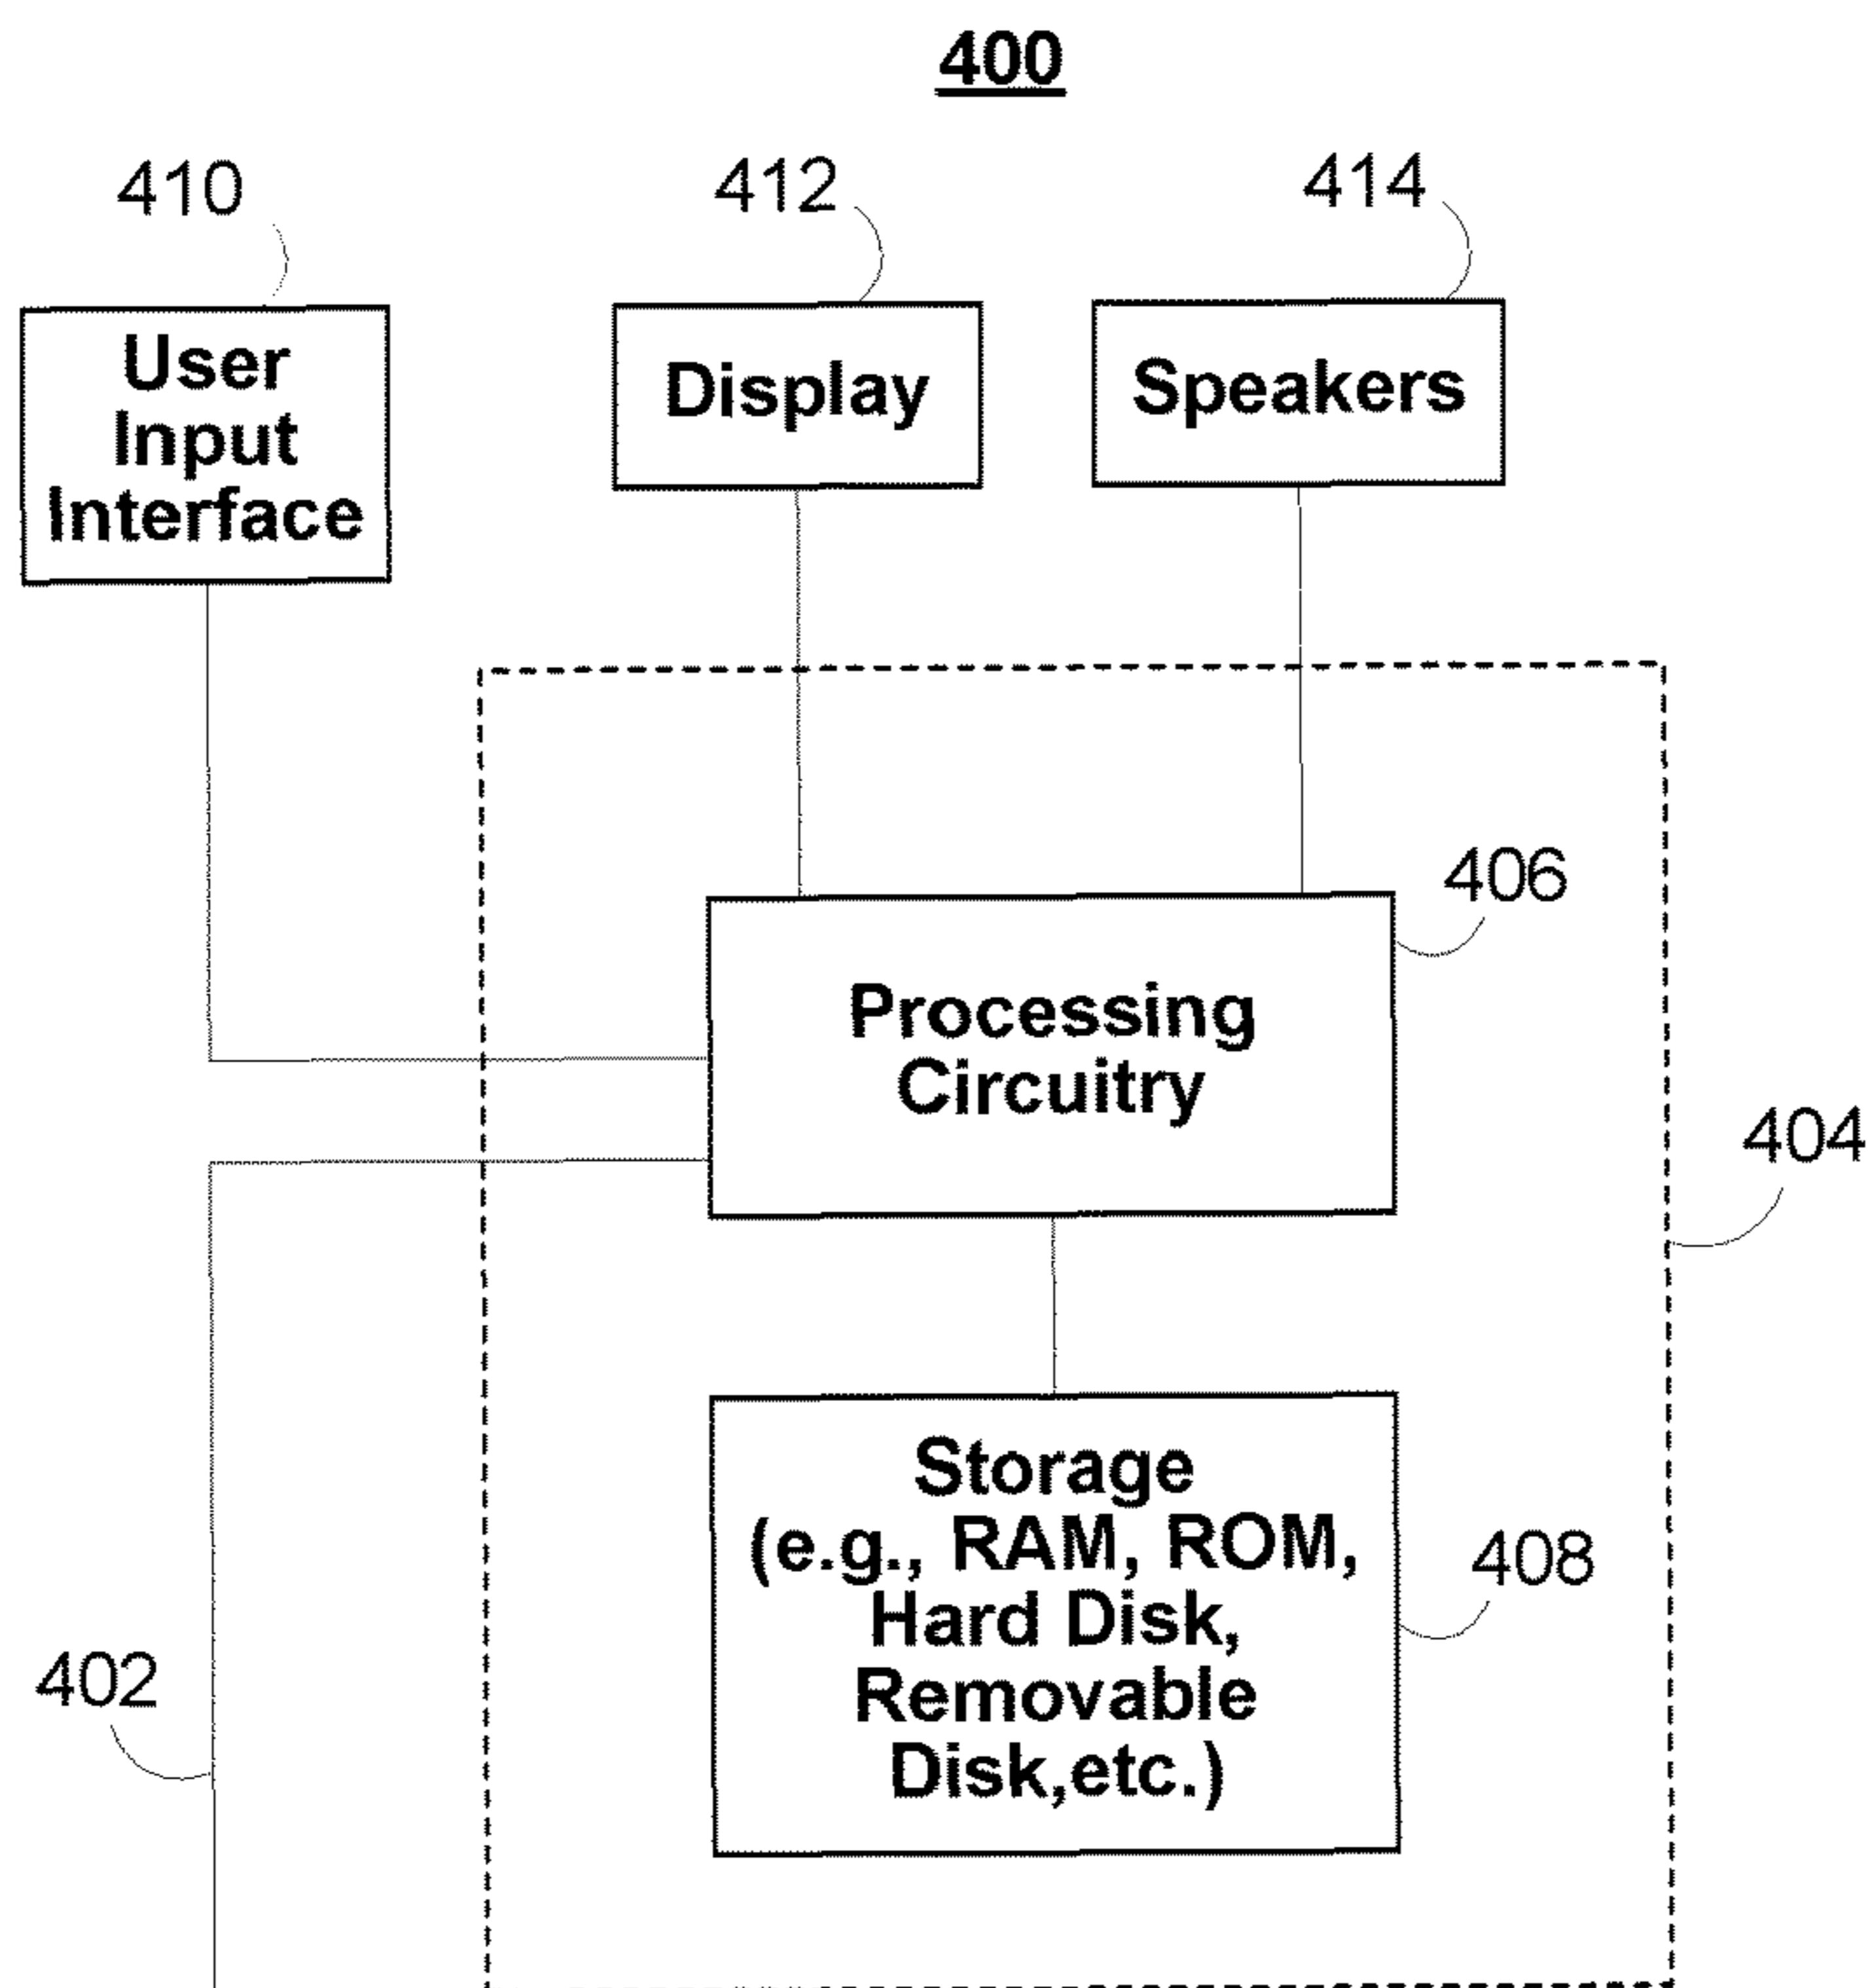 400
410
412
414
User
Input
Interface
Display
Speakers
406
Processing
Circuitry
404
Storage
(e.g., RAM, ROM,
Hard Disk,
Removable
Disk,etc.)
408
402